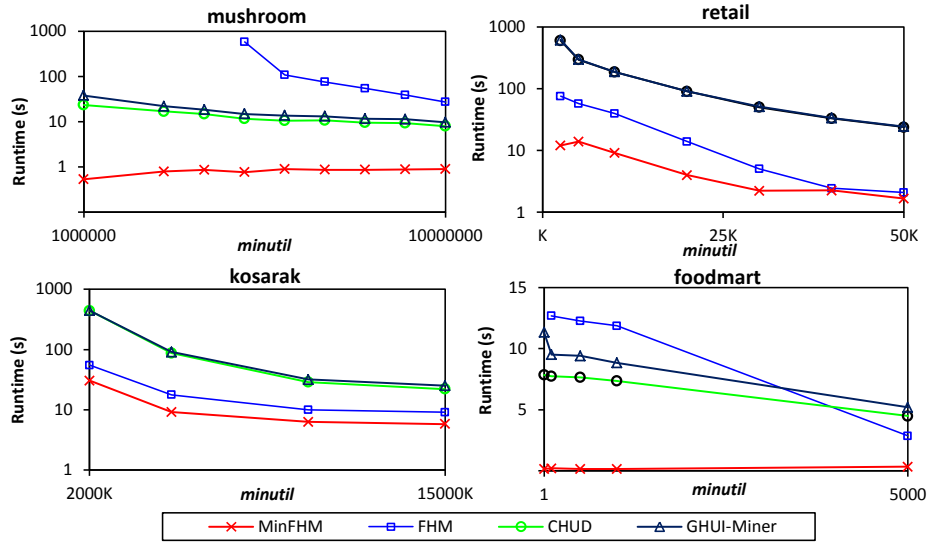 mushroom
1000
100
10
1
Runtime (s)
1000000
10000000
minutil
retail
1000
100
10
1
Runtime (s)
K
25K
50K
minutil
kosarak
1000
100
10
1
Runtime (s)
2000K
15000K
minutil
foodmart
15
10
5
Runtime (s)
1
5000
minutil
MinFHM
FHM
CHUD
GHUI-Miner